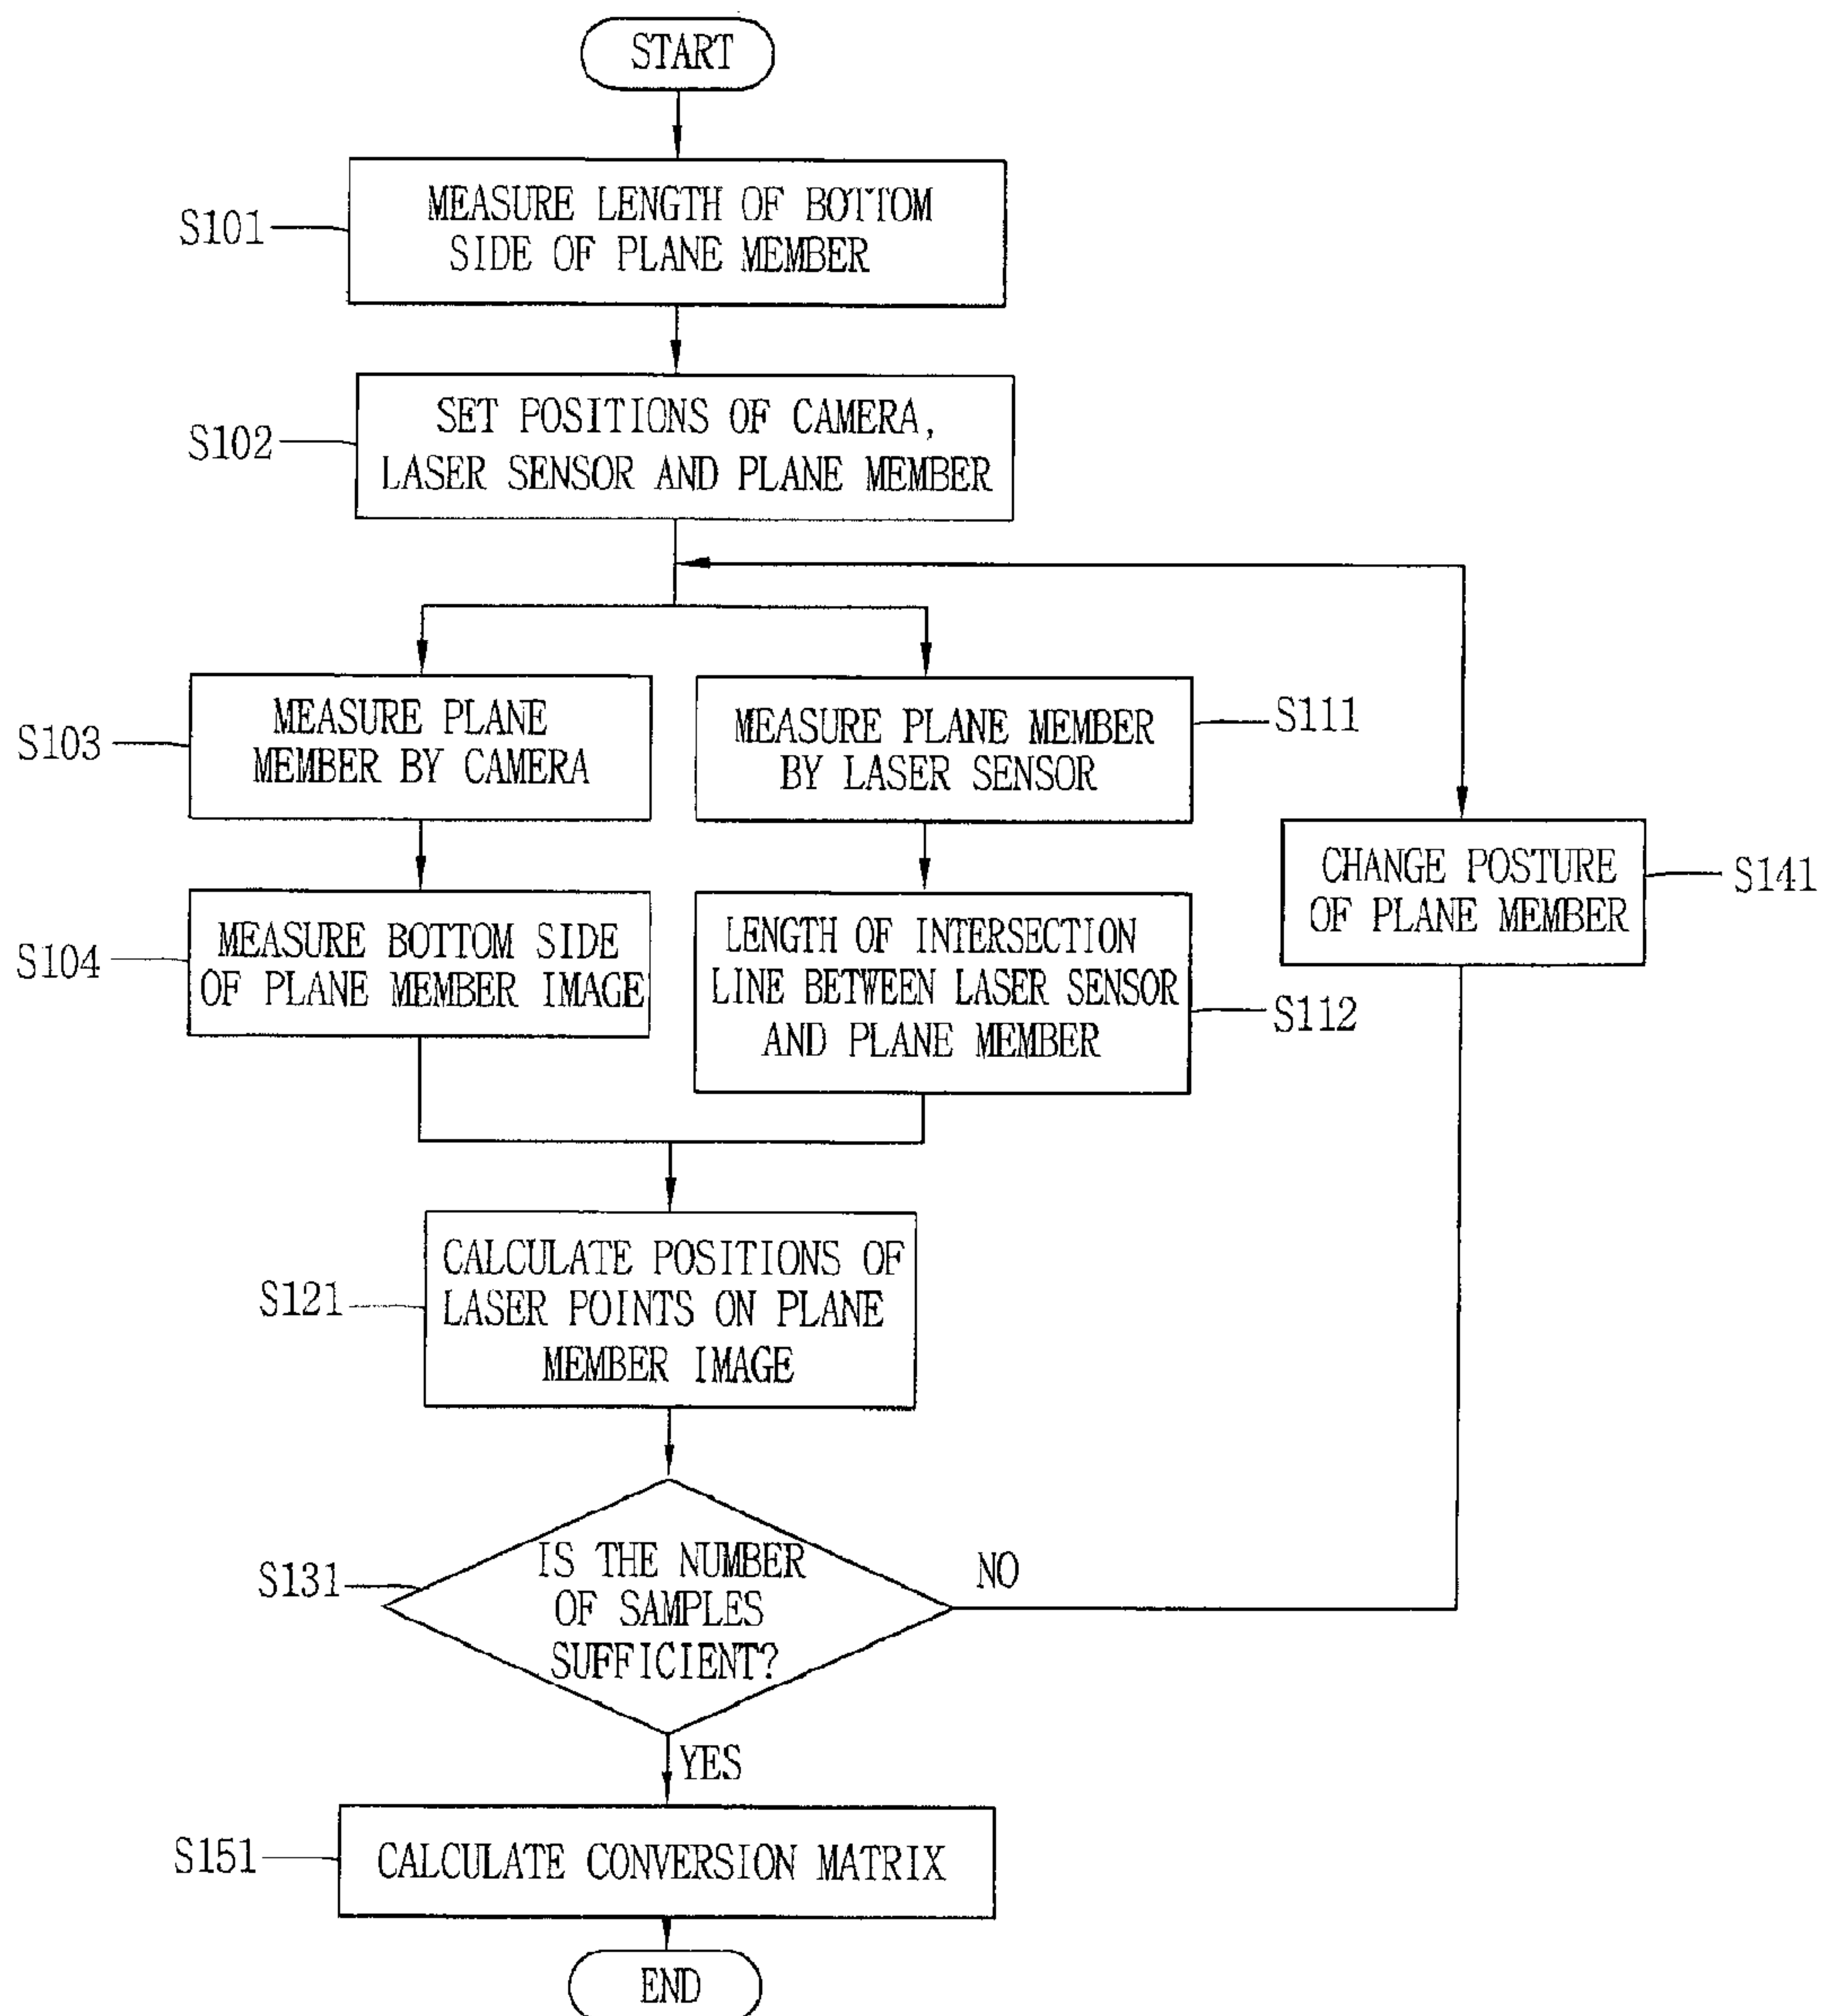 START
S101
MEASURE LENGTH OF BOTTOM
SIDE OF PLANE MEMBER
S102
SET POSITIONS OF CAMERA,
LASER SENSOR AND PLANE MEMBER
S103
MEASURE PLANE
MEMBER BY CAMERA
MEASURE PLANE MEMBER
BY LASER SENSOR
S111
S104
MEASURE BOTTOM SIDE
OF PLANE MEMBER IMAGE
LENGTH OF INTERSECTION
LINE BETWEEN LASER SENSOR
AND PLANE MEMBER
S112
CHANGE POSTURE
OF PLANE MEMBER
S141
S121
CALCULATE POSITIONS OF
LASER POINTS ON PLANE
MEMBER IMAGE
S131
IS THE NUMBER
OF SAMPLES
SUFFICIENT?
NO
YES
S151
CALCULATE CONVERSION MATRIX
END